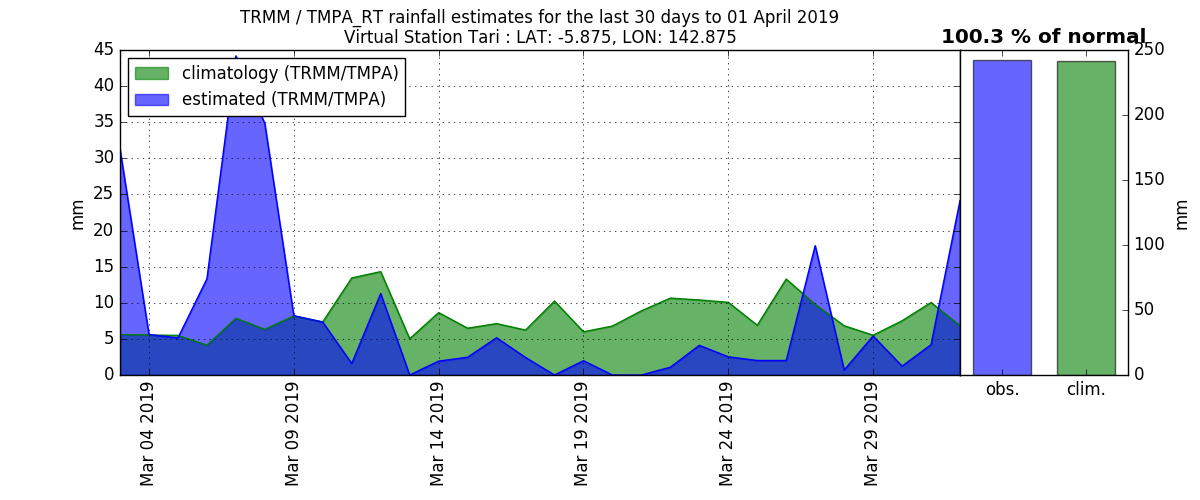 TRMM / TMPA_RT rainfall estimates for the last 30 days to 01 April 2019
Virtual Station Tari : LAT: -5.875, LON: 142.875
100.3 % of normal
climatology (TRMM/TMPA)
estimated (TRMM/TMPA)
45
40
35
30
25
20
15
10
5
0
mm
Mar 04 2019
Mar 09 2019
Mar 14 2019
Mar 19 2019
Mar 24 2019
Mar 29 2019
250
200
150
100
50
0
mm
obs.
clim.